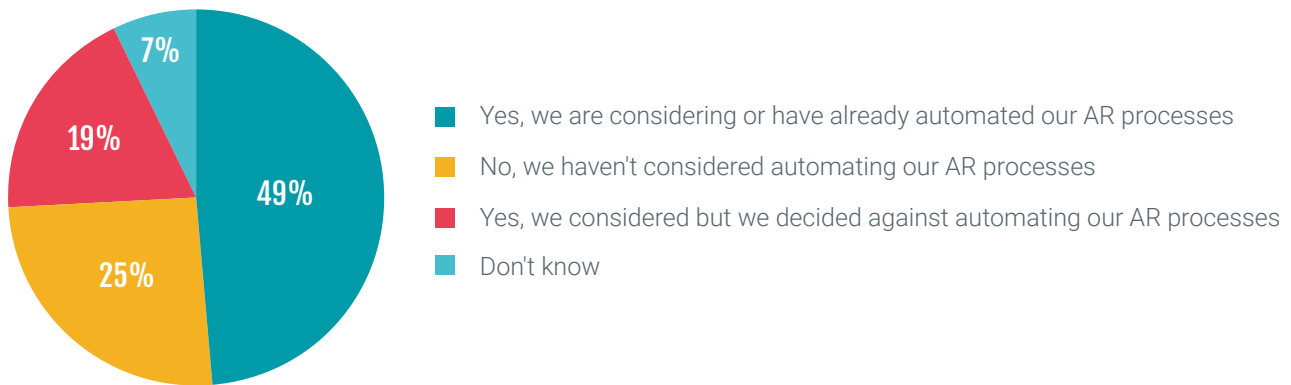 7%
19%
49%
25%
Yes, we are considering or have already automated our AR processes
No, we haven't considered automating our AR processes
Yes, we considered but we decided against automating our AR processes
Don't know